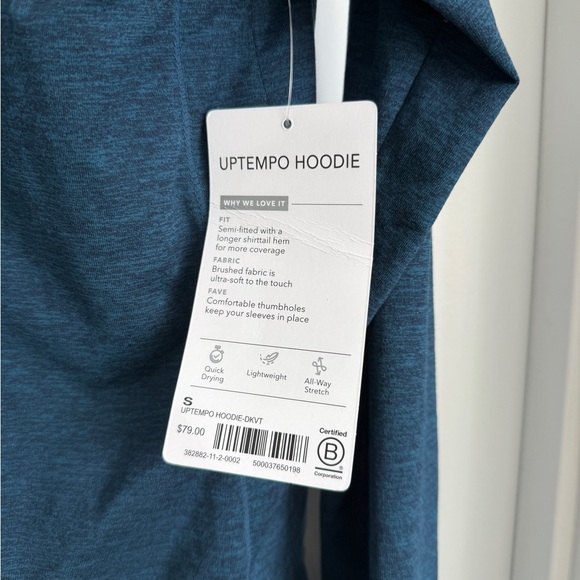 UPTEMPO HOODIE
WHY WE LOVE IT
FIT
Semi-fitted with a
longer shirttail hem
for more coverage
FABRIC
Brushed fabric is
ultra-soft to the touch
FAVE
Comfortable thumbholes
keep your sleeves in place
Quick
Drying
Lightweight
All-Way
Stretch
S
UPTEMPO HOODIE-DKVT
$79.00
382882-11-2-0002 500037650198
Certified
B
®
Corporation